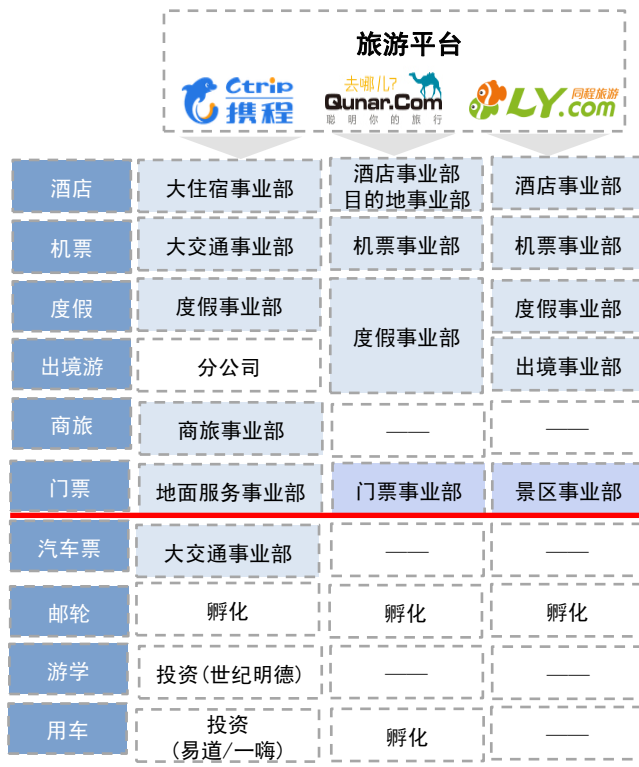 旅游平台
Ctrip
携程
去哪儿?
Qunar.Com
聪明你的旅行
同程旅游
LY.com
酒店
大住宿事业部
酒店事业部
目的地事业部
酒店事业部
机票
大交通事业部
机票事业部
机票事业部
度假
度假事业部
度假事业部
度假事业部
出境游
分公司
出境事业部
商旅
商旅事业部
——
——
门票
地面服务事业部
门票事业部
景区事业部
汽车票
大交通事业部
——
——
邮轮
孵化
孵化
孵化
游学
投资(世纪明德)
——
——
用车
投资
(易道/一嗨)
孵化
——